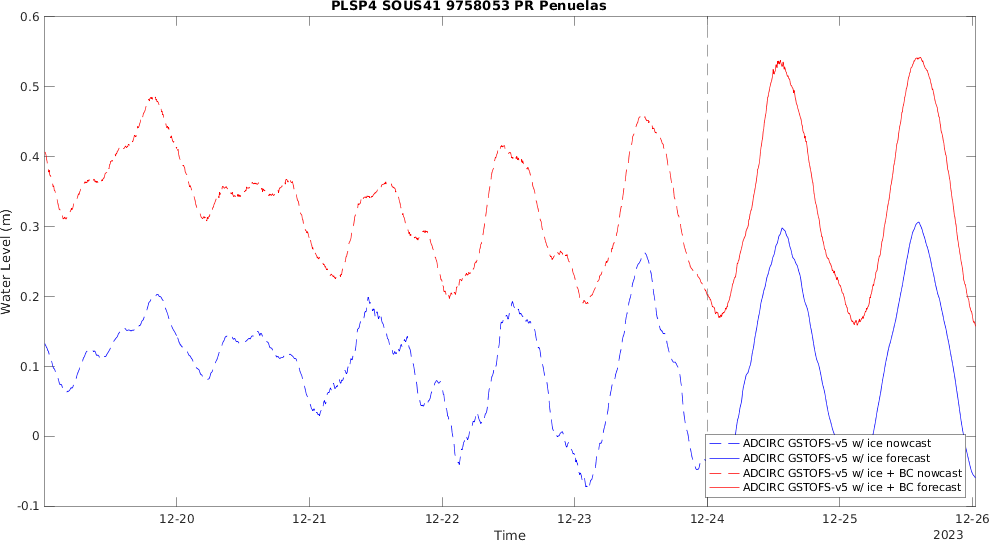 PLSP4 SOUS41 9758053 PR Penuelas
Water Level (m)
0.6
0.5
0.4
0.3
0.2
0.1
0
-0.1
12-20
12-21
12-22
12-23
12-24
12-25
12-26
Time
2023
ADCIRC GSTOFS-v5 w/ ice nowcast
ADCIRC GSTOFS-v5 w/ ice forecast
ADCIRC GSTOFS-v5 w/ ice + BC nowcast
ADCIRC GSTOFS-v5 w/ ice + BC forecast